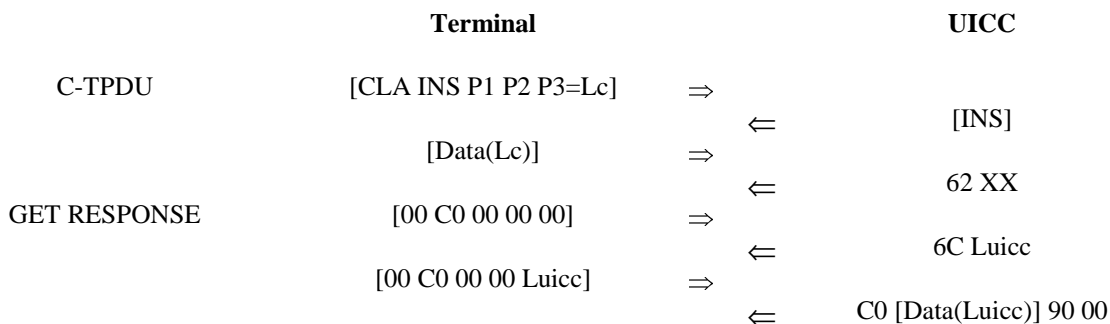 Terminal UICC
C-TPDU [CLA INS P1 P2 P3=Lc] ⇒
⇐ [INS]
[Data(Lc)] ⇒
⇐ 62 XX
GET RESPONSE [00 C0 00 00 00] ⇒
⇐ 6C Luicc
[00 C0 00 00 Luicc] ⇒
⇐ C0 [Data(Luicc)] 90 00